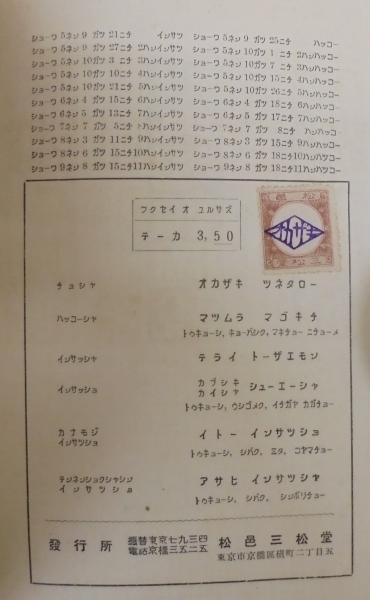 ショーワ 5ネン 9 ガツ 21ニチ インサツ ショーワ 5ネン 9 ガツ 25ニチ ハッコー
ショーワ 5ネン 9 ガツ 27ニチ 2ハンインサツ ショーワ 5ネン 10ガツ 1 ニチ 2ハンハッコー
ショーワ 5ネン 10ガツ 3 ニチ 3ハンインサツ ショーワ 5ネン 10ガツ 7 ニチ 3ハンハッコー
ショーワ 5ネン 10ガツ 10ニチ 4ハンインサツ ショーワ 5ネン 10ガツ 15ニチ 4ハンハッコー
ショーワ 5ネン 10ガツ 21ニチ 5ハンインサツ ショーワ 5ネン 10ガツ 26ニチ 5ハンハッコー
ショーワ 6ネン 4 ガツ 15ニチ 6ハンインサツ ショーワ 6ネン 4 ガツ 18ニチ 6ハンハッコー
ショーワ 6ネン 5 ガツ 13ニチ 7ハンインサツ ショーワ 6ネン 5 ガツ 17ニチ 7ハンハッコー
ショーワ 7ネン 7 ガツ 5ニチ ハンインサツ ショーワ 7ネン 7 ガツ 8ニチ ハンハッコー
ショーワ 8ネン 3 ガツ 11ニチ 9ハンインサツ ショーワ 8ネン 3 ガツ 15ニチ 9ハンハッコー
ショーワ 8ネン 6 ガツ 15ニチ10ハンインサツ ショーワ 8ネン 6 ガツ 18ニチ10ハンハッコー
ショーワ 9ネン 8 ガツ 15ニチ11ハンインサツ ショーワ 9ネン 8 ガツ 18ニチ11ハンハッコー
フクセイ オ ユルサズ
テーカ 3,50
松邑
オカザキ
三松
チョシャ オカザキ ツネタロー
ハッコーシャ マツムラ マゴキチ
トウキョーシ, キョーバシク, マキチョー ニチョーメ
インサッシャ テライ トーザエモン
インサッショ カブシキ カイシャ シューエーシャ
トウキョーシ, ウシゴメク, イチガヤ カガチョー
カナモジ インサツショ イトー インサツショ
トウキョーシ, シバク, ミタ, コヤマチョー
テンネンショクシャシン インサツショ アサヒ インサツシャ
トウキョーシ, シバク, シンボリチョー
發行所 振替東京七九三四 電話京橋三五二五 松邑三松堂
東京市京橋區槇町二丁目五